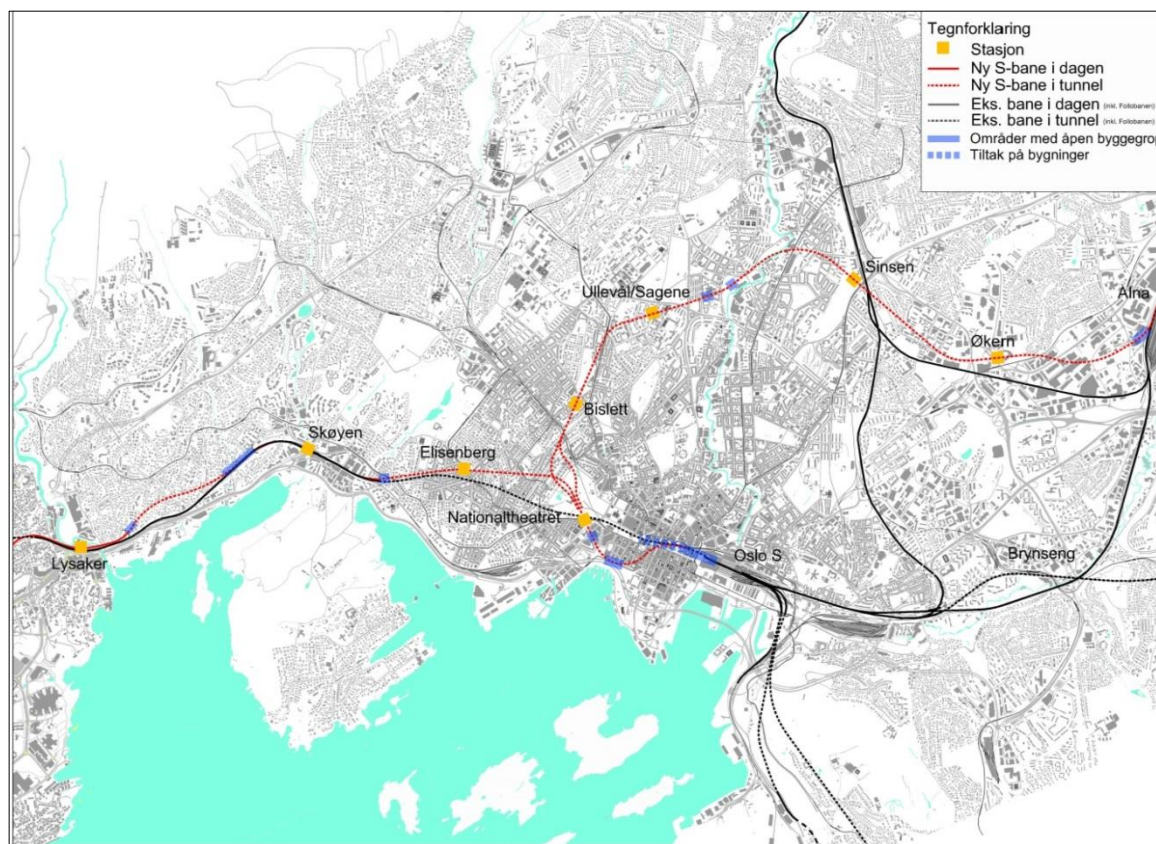 Tegnforklaring
Stasjon
Ny S-bane i dagen
Ny S-bane i tunnel
Eks. bane i dagen (inkl. Follobanen)
Eks. bane i tunnel (inkl. Follobanen)
Områder med åpen byggegrop
Tiltak på bygninger
Sinsen
Ullevål/Sagene
Alna
Økern
Bislett
Skøyen
Elisenberg
Nationaltheatret
Oslo S
Brynseng
Lysaker